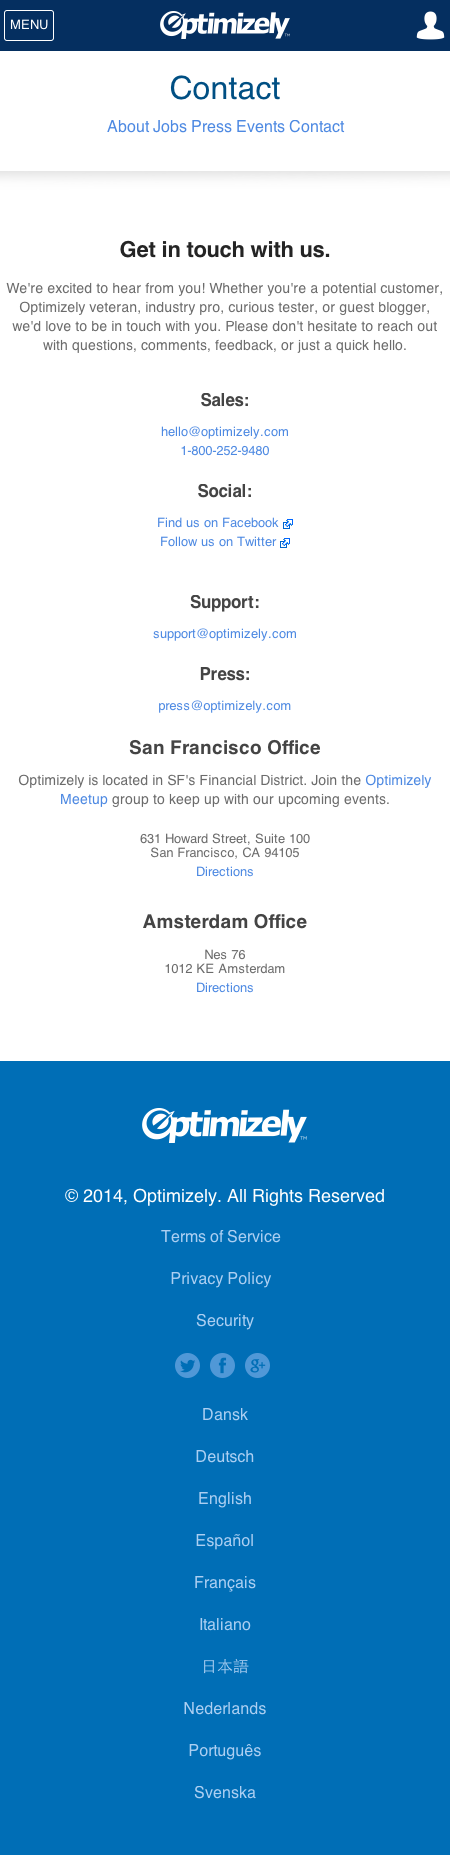 MENU
Optimizely™
Contact
About Jobs Press Events Contact
Get in touch with us.
We're excited to hear from you! Whether you're a potential customer,
Optimizely veteran, industry pro, curious tester, or guest blogger,
we'd love to be in touch with you. Please don't hesitate to reach out
with questions, comments, feedback, or just a quick hello.
Sales:
hello@optimizely.com
1-800-252-9480
Social:
Find us on Facebook
Follow us on Twitter
Support:
support@optimizely.com
Press:
press@optimizely.com
San Francisco Office
Optimizely is located in SF's Financial District. Join the Optimizely
Meetup group to keep up with our upcoming events.
631 Howard Street, Suite 100
San Francisco, CA 94105
Directions
Amsterdam Office
Nes 76
1012 KE Amsterdam
Directions
Optimizely™
© 2014, Optimizely. All Rights Reserved
Terms of Service
Privacy Policy
Security
Dansk
Deutsch
English
Español
Français
Italiano
日本語
Nederlands
Português
Svenska